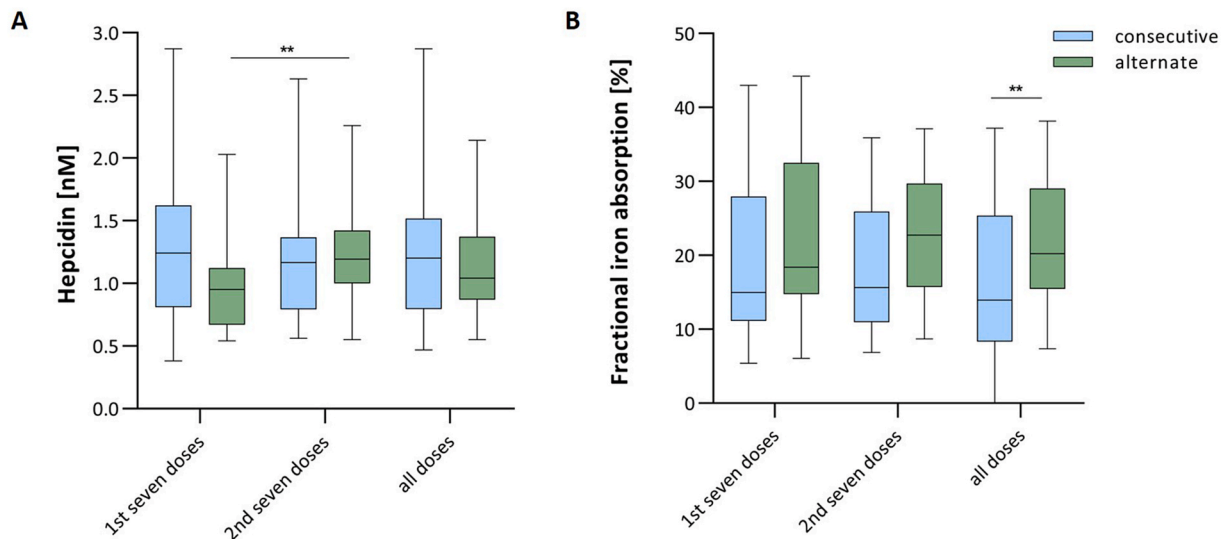 A
Hepcidin [nM]
3.0
2.5
2.0
1.5
1.0
0.5
0.0
**
1st seven doses
2nd seven doses
all doses
B
Fractional iron absorption [%]
50
40
30
20
10
0
**
1st seven doses
2nd seven doses
all doses
consecutive
alternate